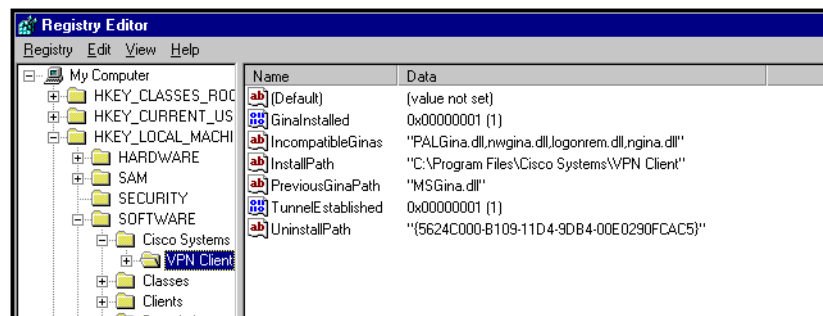 Registry Editor
Registry Edit View Help
My Computer
HKEY_CLASSES_ROO
HKEY_CURRENT_US
HKEY_LOCAL_MACHI
HARDWARE
SAM
SECURITY
SOFTWARE
Cisco Systems
VPN Client
Classes
Clients
Name Data
(Default) (value not set)
GinaInstalled 0x00000001 (1)
IncompatibleGinas "PALGina.dll,nwgina.dll,logonrem.dll,ngina.dll"
InstallPath "C:\Program Files\Cisco Systems\VPN Client"
PreviousGinaPath "MSGina.dll"
TunnelEstablished 0x00000001 (1)
UninstallPath "{5624C000-B109-11D4-9DB4-00E0290FCAC5}"